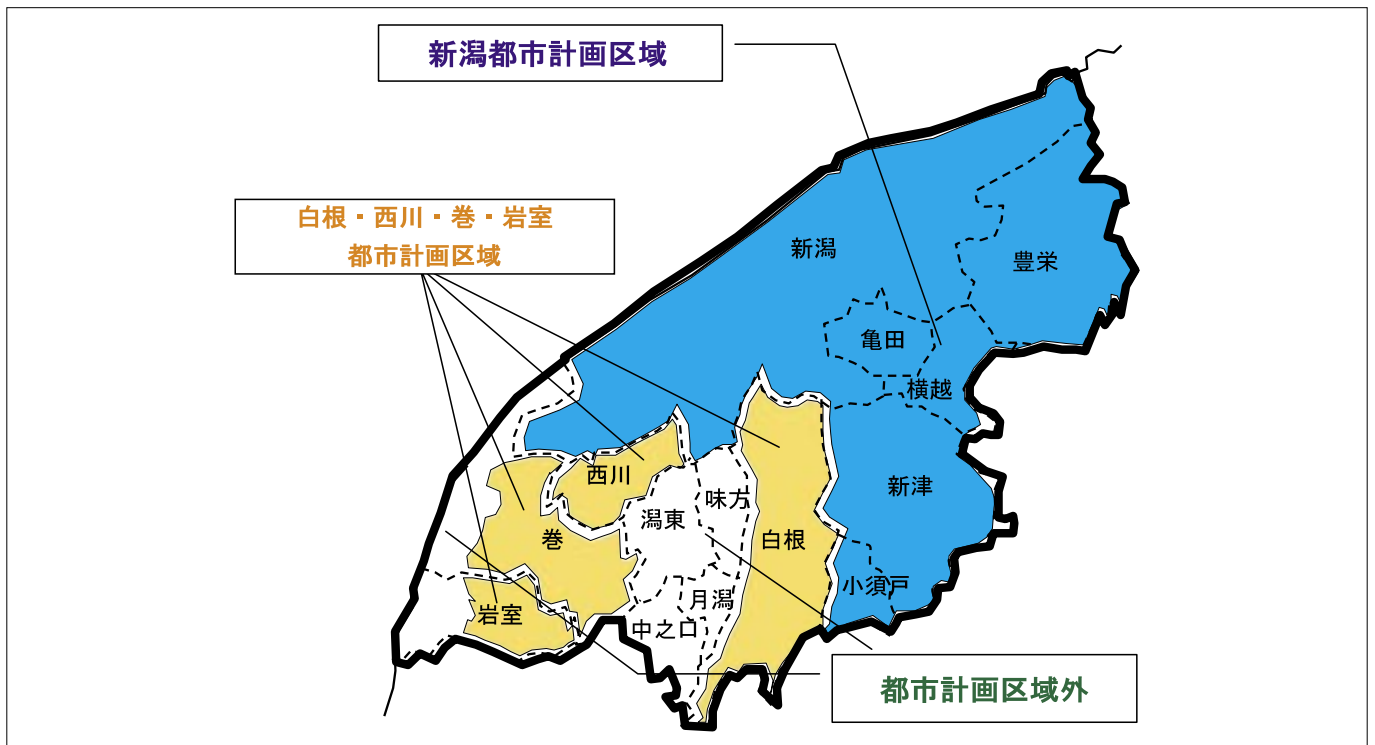 新潟都市計画区域
白根・西川・巻・岩室
都市計画区域
新潟
豊栄
亀田
横越
西川
味方
新津
潟東
巻
白根
小須戸
月潟
岩室
中之口
都市計画区域外